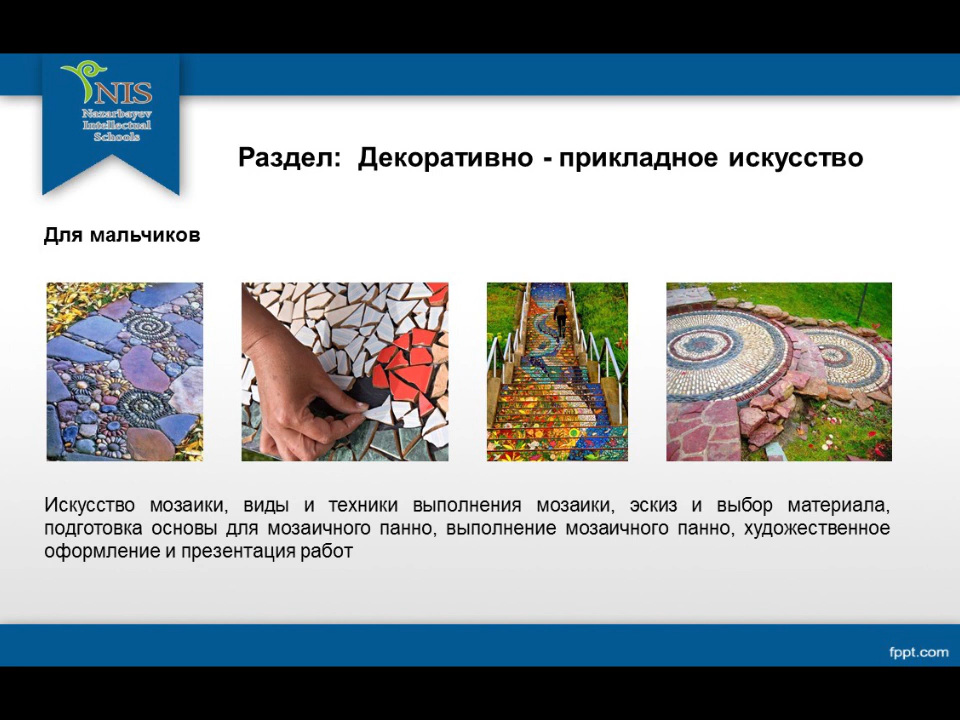 NIS
Nazarbayev
Intellectual
Schools
Раздел: Декоративно - прикладное искусство
Для мальчиков
Искусство мозаики, виды и техники выполнения мозаики, эскиз и выбор материала,
подготовка основы для мозаичного панно, выполнение мозаичного панно, художественное
оформление и презентация работ
fppt.com